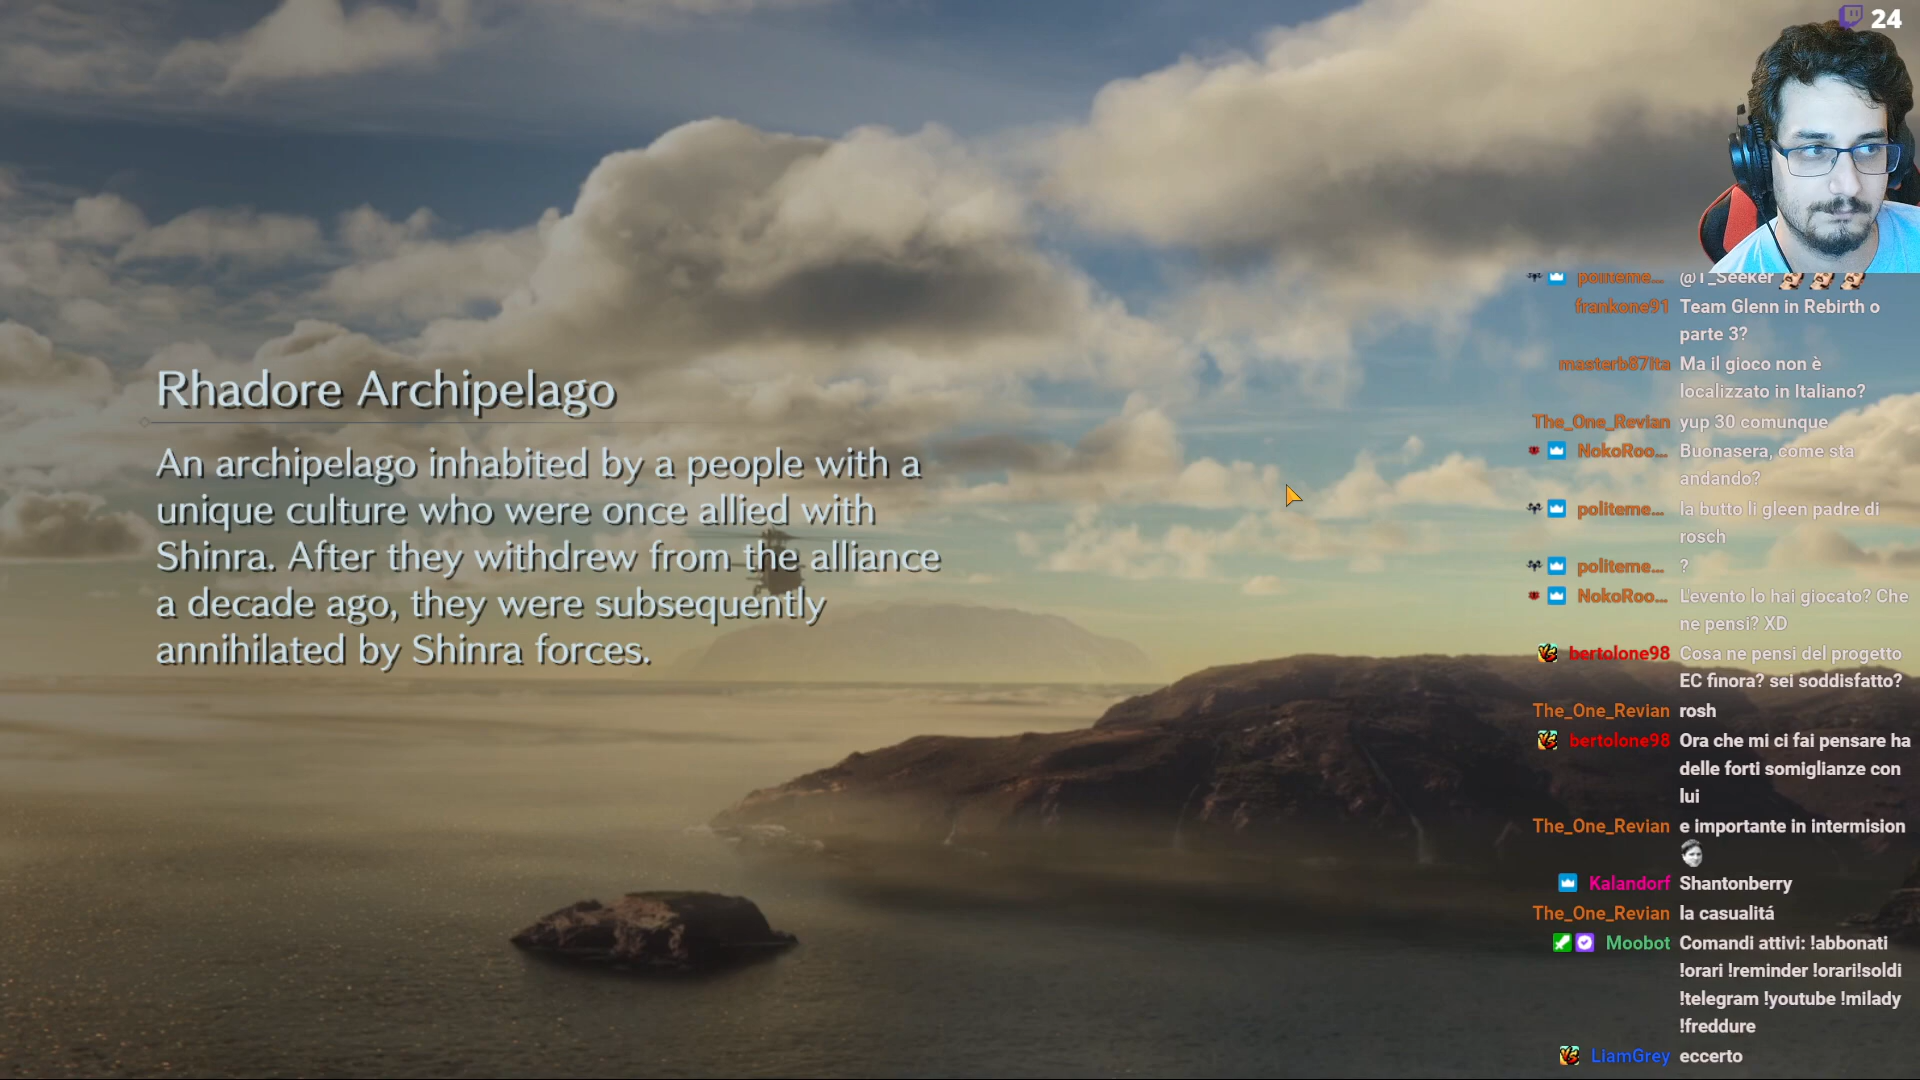 24
Rhadore Archipelago
An archipelago inhabited by a people with a
unique culture who were once allied with
Shinra. After they withdrew from the alliance
a decade ago, they were subsequently
annihilated by Shinra forces.
politeme... @T_Seeker
frankone91 Team Glenn in Rebirth o
parte 3?
masterb87ita Ma il gioco non è
localizzato in Italiano?
The_One_Revian yup 30 comunque
NokoRoo... Buonasera, come sta
andando?
politeme... la butto li gleen padre di
rosch
politeme... ?
NokoRoo... L'evento lo hai giocato? Che
ne pensi? XD
bertolone98 Cosa ne pensi del progetto
EC finora? sei soddisfatto?
The_One_Revian rosh
bertolone98 Ora che mi ci fai pensare ha
delle forti somiglianze con
lui
The_One_Revian e importante in intermision
Kalandorf Shantonberry
The_One_Revian la casualitá
Moobot Comandi attivi: !abbonati
!orari !reminder !orari!soldi
!telegram !youtube !milady
!freddure
LiamGrey eccerto